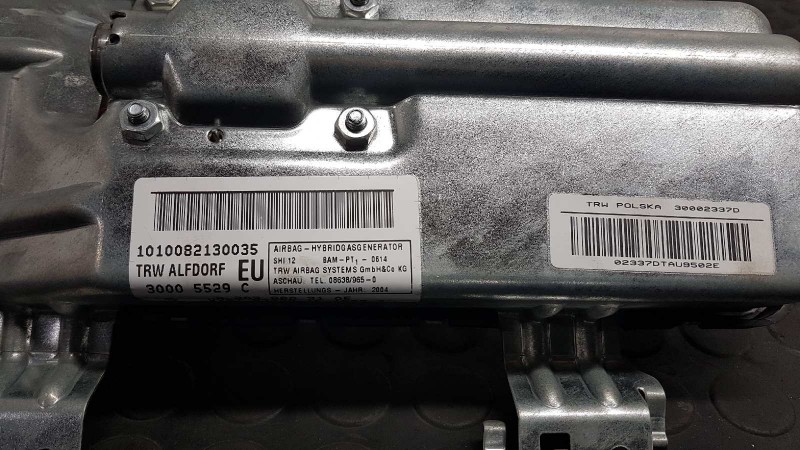 1010082130035
TRW ALFDORF EU
3000 5529 C
AIRBAG - HYBRIDGASGENERATOR
SHI 12 BAM-PT1 - 0614
TRW AIRBAG SYSTEMS GmbH&Co KG
ASCHAU. TEL. 08638/965-0
HERSTELLUNGS - JAHR 2004
TRW POLSKA 30002337D
02337DTAU9502E